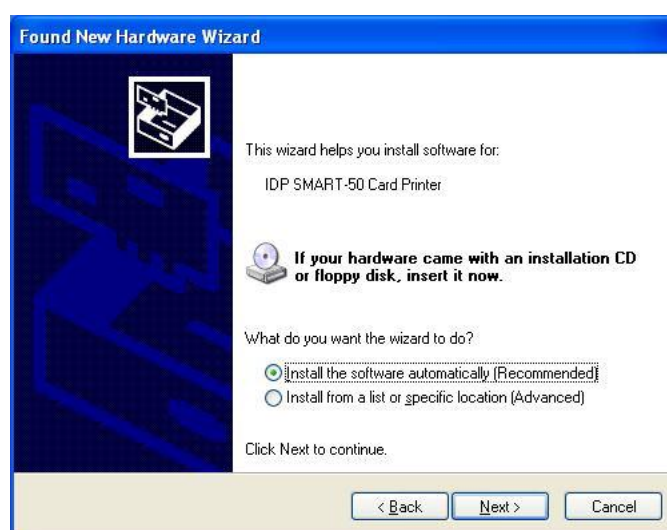 Found New Hardware Wizard
This wizard helps you install software for:
IDP SMART-50 Card Printer
If your hardware came with an installation CD
or floppy disk, insert it now.
What do you want the wizard to do?
Install the software automatically (Recommended)
Install from a list or specific location (Advanced)
Click Next to continue.
< Back Next > Cancel